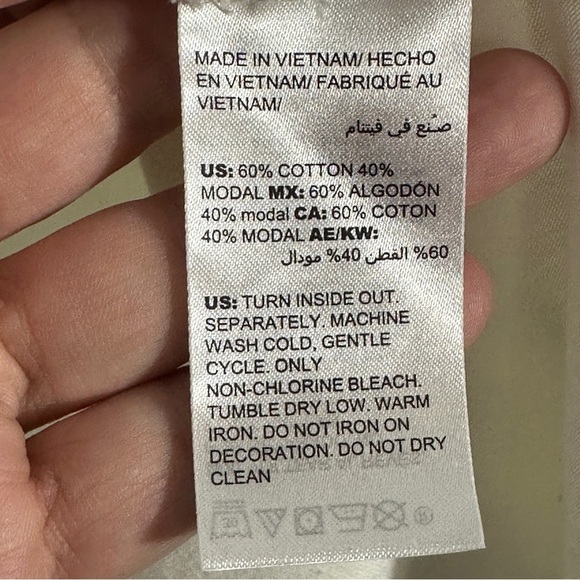 MADE IN VIETNAM/ HECHO
EN VIETNAM/ FABRIQUÉ AU
VIETNAM/
صُنع في فيتنام
US: 60% COTTON 40%
MODAL MX: 60% ALGODÓN
40% modal CA: 60% COTON
40% MODAL AE/KW:
60% القطن 40% مودال
US: TURN INSIDE OUT.
SEPARATELY. MACHINE
WASH COLD, GENTLE
CYCLE. ONLY
NON-CHLORINE BLEACH.
TUMBLE DRY LOW. WARM
IRON. DO NOT IRON ON
DECORATION. DO NOT DRY
CLEAN